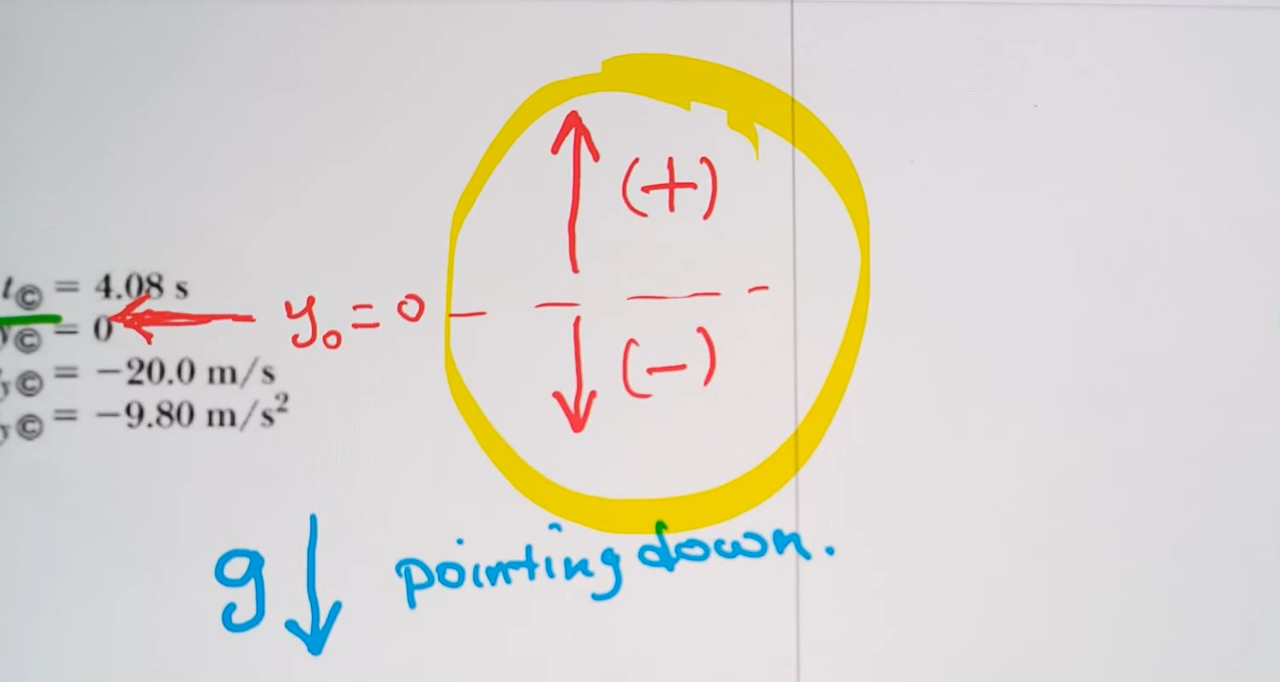 (+)
t© = 4.08 s
y© = 0
y₀ = 0
(-)
y© = −20.0 m/s
y© = −9.80 m/s²
g pointing down.